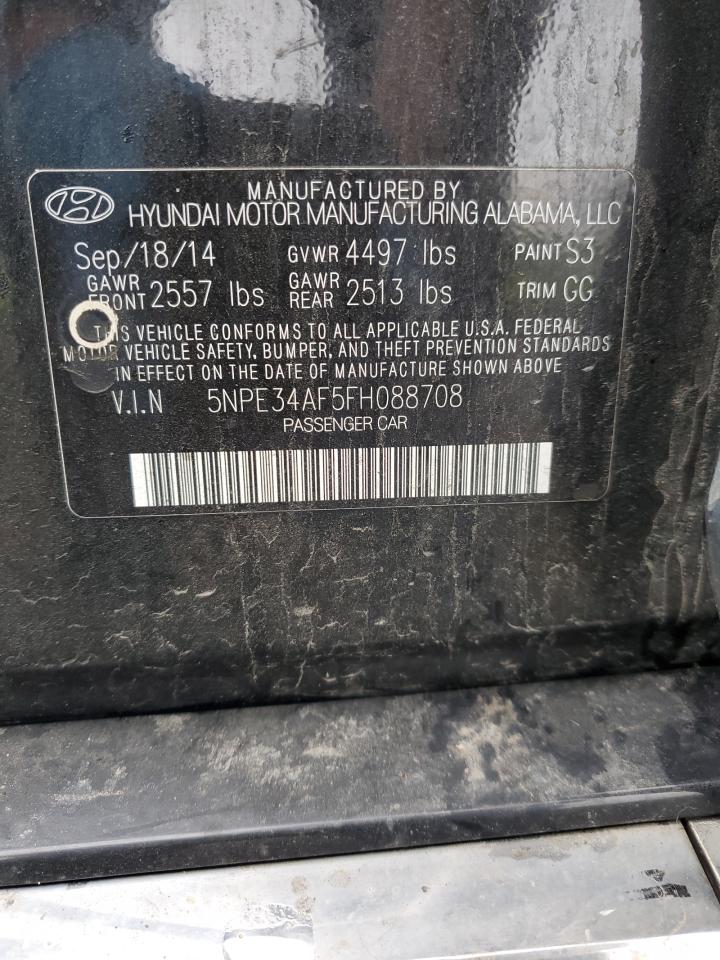 MANUFACTURED BY
HYUNDAI MOTOR MANUFACTURING ALABAMA, LLC
Sep/18/14 GVWR 4497 lbs PAINT S3
GAWR FRONT 2557 lbs GAWR REAR 2513 lbs TRIM GG
THIS VEHICLE CONFORMS TO ALL APPLICABLE U.S.A. FEDERAL
MOTOR VEHICLE SAFETY, BUMPER, AND THEFT PREVENTION STANDARDS
IN EFFECT ON THE DATE OF MANUFACTURE SHOWN ABOVE
V.I.N 5NPE34AF5FH088708
PASSENGER CAR